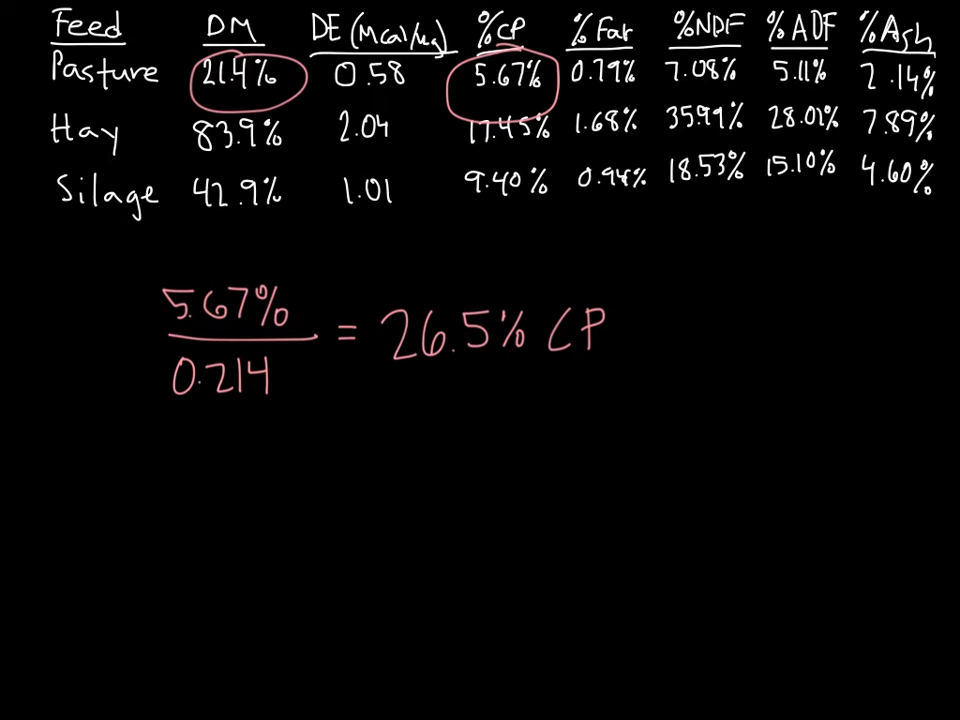 Feed DM DE (Mcal/kg) %CP %Fat %NDF %ADF %Ash
Pasture 21.4% 0.58 5.67% 0.79% 7.08% 5.11% 2.14%
Hay 83.9% 2.04 17.45% 1.68% 35.99% 28.01% 7.89%
Silage 42.9% 1.01 9.40% 0.94% 18.53% 15.10% 4.60%
5.67%
0.214
= 26.5% CP